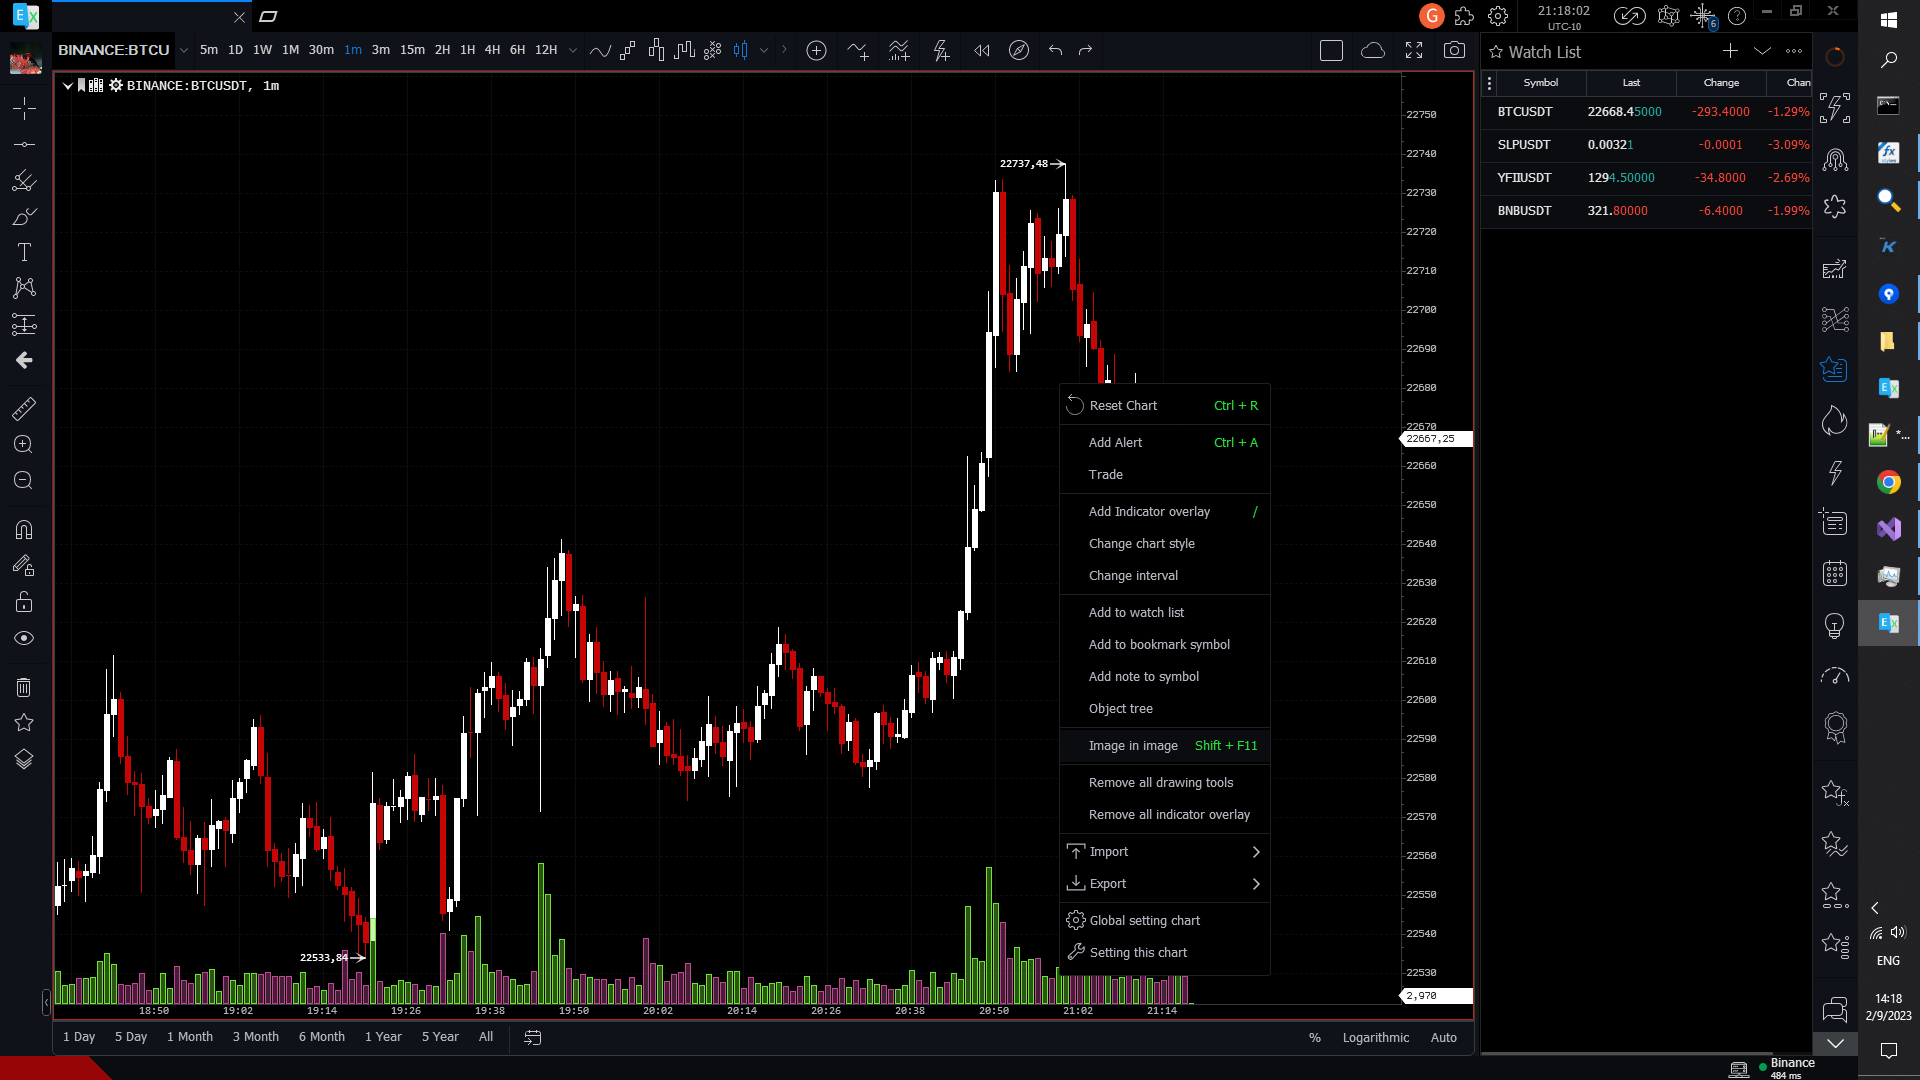 EX
G
21:18:02
UTC-10
6
BINANCE:BTCU
5m 1D 1W 1M 30m 1m 3m 15m 2H 1H 4H 6H 12H
BINANCE:BTCUSDT, 1m
22737,48
22533,84
22750
22740
22730
22720
22710
22700
22690
22680
22670
22667,25
22660
22650
22640
22630
22620
22610
22600
22590
22580
22570
22560
22550
22540
22530
2,970
Reset Chart Ctrl + R
Add Alert Ctrl + A
Trade
Add Indicator overlay /
Change chart style
Change interval
Add to watch list
Add to bookmark symbol
Add note to symbol
Object tree
Image in image Shift + F11
Remove all drawing tools
Remove all indicator overlay
Import
Export
Global setting chart
Setting this chart
18:50 19:02 19:14 19:26 19:38 19:50 20:02 20:14 20:26 20:38 20:50 21:02 21:14
1 Day 5 Day 1 Month 3 Month 6 Month 1 Year 5 Year All
% Logarithmic Auto
Watch List
Symbol Last Change Chan
BTCUSDT 22668.45000 -293.4000 -1.29%
SLPUSDT 0.00321 -0.0001 -3.09%
YFIIUSDT 1294.50000 -34.8000 -2.69%
BNBUSDT 321.80000 -6.4000 -1.99%
Binance
484 ms
ENG
14:18
2/9/2023